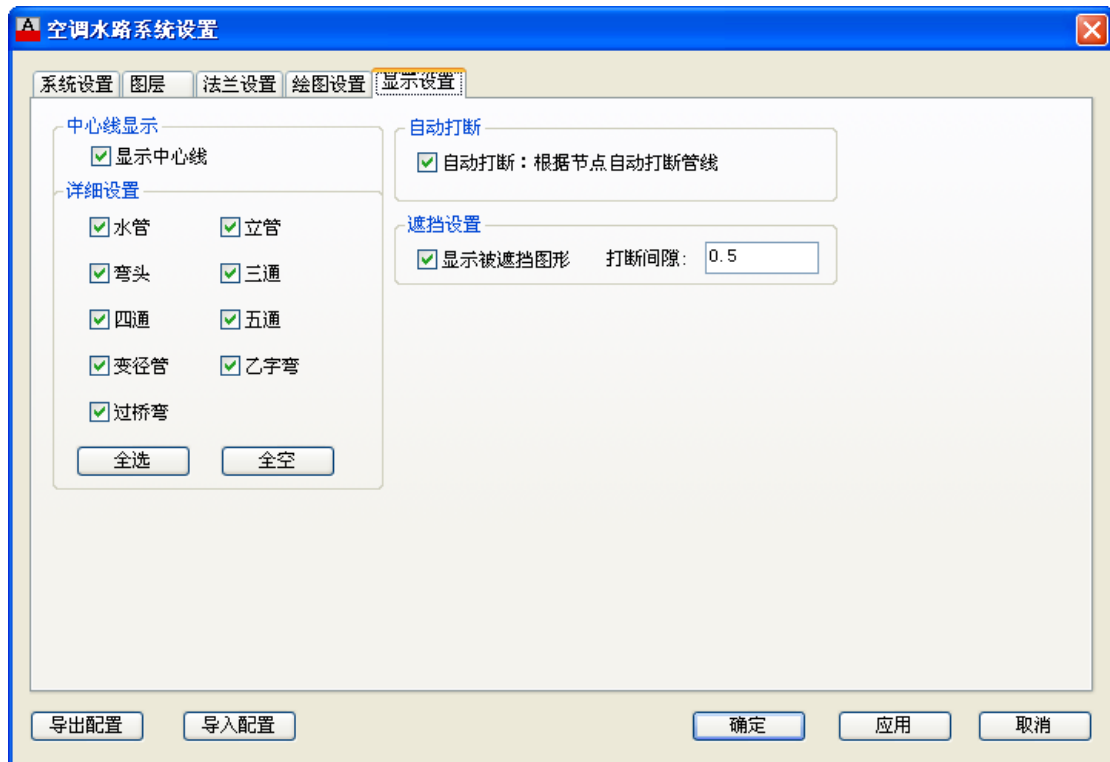 空调水路系统设置
系统设置 图层 法兰设置 绘图设置 显示设置
中心线显示
显示中心线
详细设置
水管 立管
弯头 三通
四通 五通
变径管 乙字弯
过桥弯
全选 全空
自动打断
自动打断：根据节点自动打断管线
遮挡设置
显示被遮挡图形 打断间隙: 0.5
导出配置 导入配置 确定 应用 取消